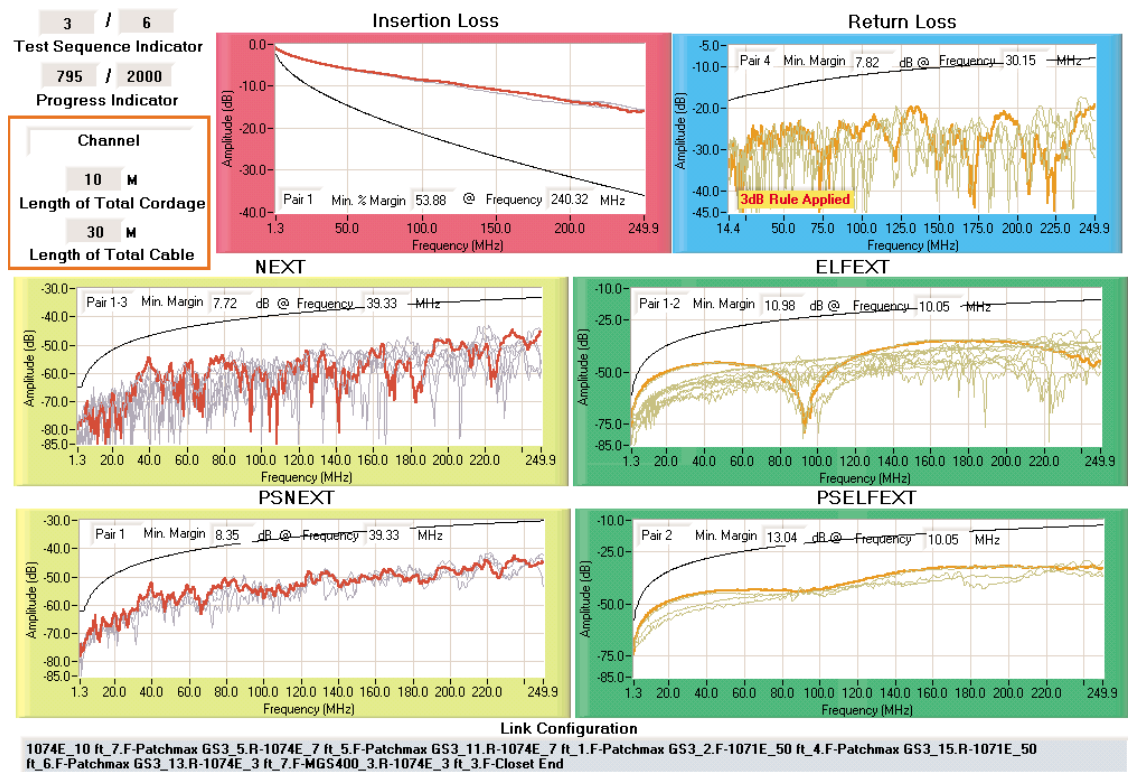 3 / 6
Test Sequence Indicator
795 / 2000
Progress Indicator
Channel
10 M
Length of Total Cordage
30 M
Length of Total Cable
Insertion Loss
Amplitude (dB)
0.0
-10.0
-20.0
-30.0
-40.0
Pair 1 Min. % Margin 53.88 @ Frequency 240.32 MHz
1.3 50.0 100.0 150.0 200.0 249.9
Frequency (MHz)
Return Loss
Amplitude (dB)
-5.0
-10.0
-20.0
-30.0
-40.0
-45.0
Pair 4 Min. Margin 7.82 dB @ Frequency 30.15 MHz
3dB Rule Applied
14.4 50.0 75.0 100.0 125.0 150.0 175.0 200.0 225.0 249.9
Frequency (MHz)
NEXT
Amplitude (dB)
-30.0
-40.0
-50.0
-60.0
-70.0
-80.0
-85.0
Pair 1-3 Min. Margin 7.72 dB @ Frequency 39.33 MHz
1.3 20.0 40.0 60.0 80.0 100.0 120.0 140.0 160.0 180.0 200.0 220.0 249.9
Frequency (MHz)
ELFEXT
Amplitude (dB)
-10.0
-25.0
-50.0
-75.0
-85.0
Pair 1-2 Min. Margin 10.98 dB @ Frequency 10.05 MHz
1.3 20.0 40.0 60.0 80.0 100.0 120.0 140.0 160.0 180.0 200.0 220.0 249.9
Frequency (MHz)
PSNEXT
Amplitude (dB)
-30.0
-40.0
-50.0
-60.0
-70.0
-80.0
-85.0
Pair 1 Min. Margin 8.35 dB @ Frequency 39.33 MHz
1.3 20.0 40.0 60.0 80.0 100.0 120.0 140.0 160.0 180.0 200.0 220.0 249.9
Frequency (MHz)
PSELFEXT
Amplitude (dB)
-10.0
-25.0
-50.0
-75.0
-85.0
Pair 2 Min. Margin 13.04 dB @ Frequency 10.05 MHz
1.3 20.0 40.0 60.0 80.0 100.0 120.0 140.0 160.0 180.0 200.0 220.0 249.9
Frequency (MHz)
Link Configuration
1074E_10 ft_7.F-Patchmax GS3_5.R-1074E_7 ft_5.F-Patchmax GS3_11.R-1074E_7 ft_1.F-Patchmax GS3_2.F-1071E_50 ft_4.F-Patchmax GS3_15.R-1071E_50
ft_6.F-Patchmax GS3_13.R-1074E_3 ft_7.F-MGS400_3.R-1074E_3 ft_3.F-Closet End